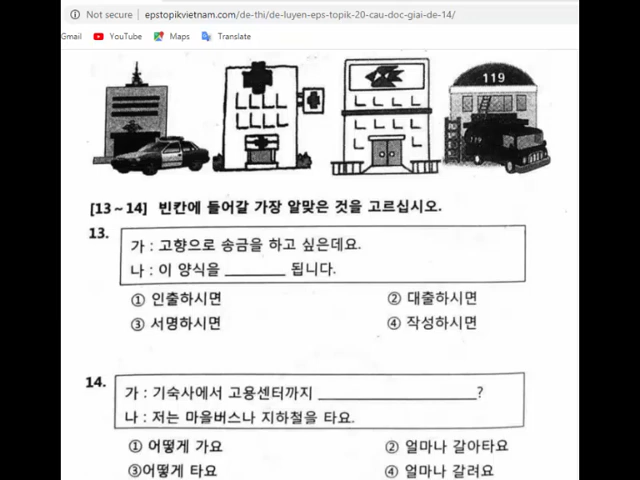 Not secure | epstopikvietnam.com/de-thi/de-luyen-eps-topik-20-cau-doc-giai-de-14/
Gmail YouTube Maps Translate
119
[13~14] 빈칸에 들어갈 가장 알맞은 것을 고르십시오.
13.
가 : 고향으로 송금을 하고 싶은데요.
나 : 이 양식을 ________ 됩니다.
① 인출하시면 ② 대출하시면
③ 서명하시면 ④ 작성하시면
14.
가 : 기숙사에서 고용센터까지 ____________________?
나 : 저는 마을버스나 지하철을 타요.
① 어떻게 가요 ② 얼마나 갈아타요
③어떻게 타요 ④ 얼마나 걸려요